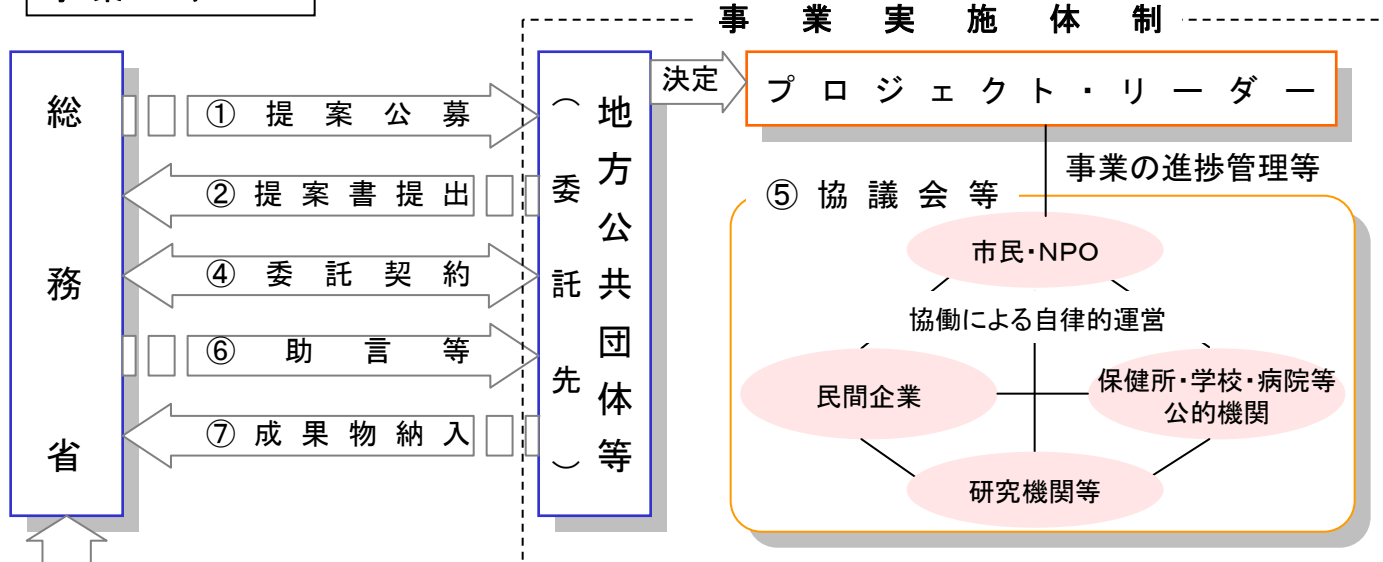 事業実施体制
総務省
① 提案公募
② 提案書提出
④ 委託契約
⑥ 助言等
⑦ 成果物納入
地方公共団体等
（委託先）
決定
プロジェクト・リーダー
事業の進捗管理等
⑤ 協議会等
市民・NPO
協働による自律的運営
民間企業
保健所・学校・病院等
公的機関
研究機関等